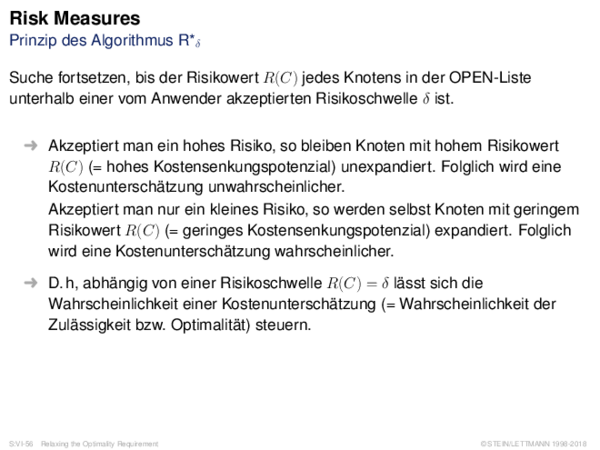 Risk Measures
Prinzip des Algorithmus R*δ
Suche fortsetzen, bis der Risikowert R(C) jedes Knotens in der OPEN-Liste
unterhalb einer vom Anwender akzeptierten Risikoschwelle δ ist.
➜ Akzeptiert man ein hohes Risiko, so bleiben Knoten mit hohem Risikowert
R(C) (= hohes Kostensenkungspotenzial) unexpandiert. Folglich wird eine
Kostenunterschätzung unwahrscheinlicher.
Akzeptiert man nur ein kleines Risiko, so werden selbst Knoten mit geringem
Risikowert R(C) (= geringes Kostensenkungspotenzial) expandiert. Folglich
wird eine Kostenunterschätzung wahrscheinlicher.
➜ D. h, abhängig von einer Risikoschwelle R(C) = δ lässt sich die
Wahrscheinlichkeit einer Kostenunterschätzung (= Wahrscheinlichkeit der
Zulässigkeit bzw. Optimalität) steuern.
S:VI-56 Relaxing the Optimality Requirement
© STEIN/LETTMANN 1998-2018